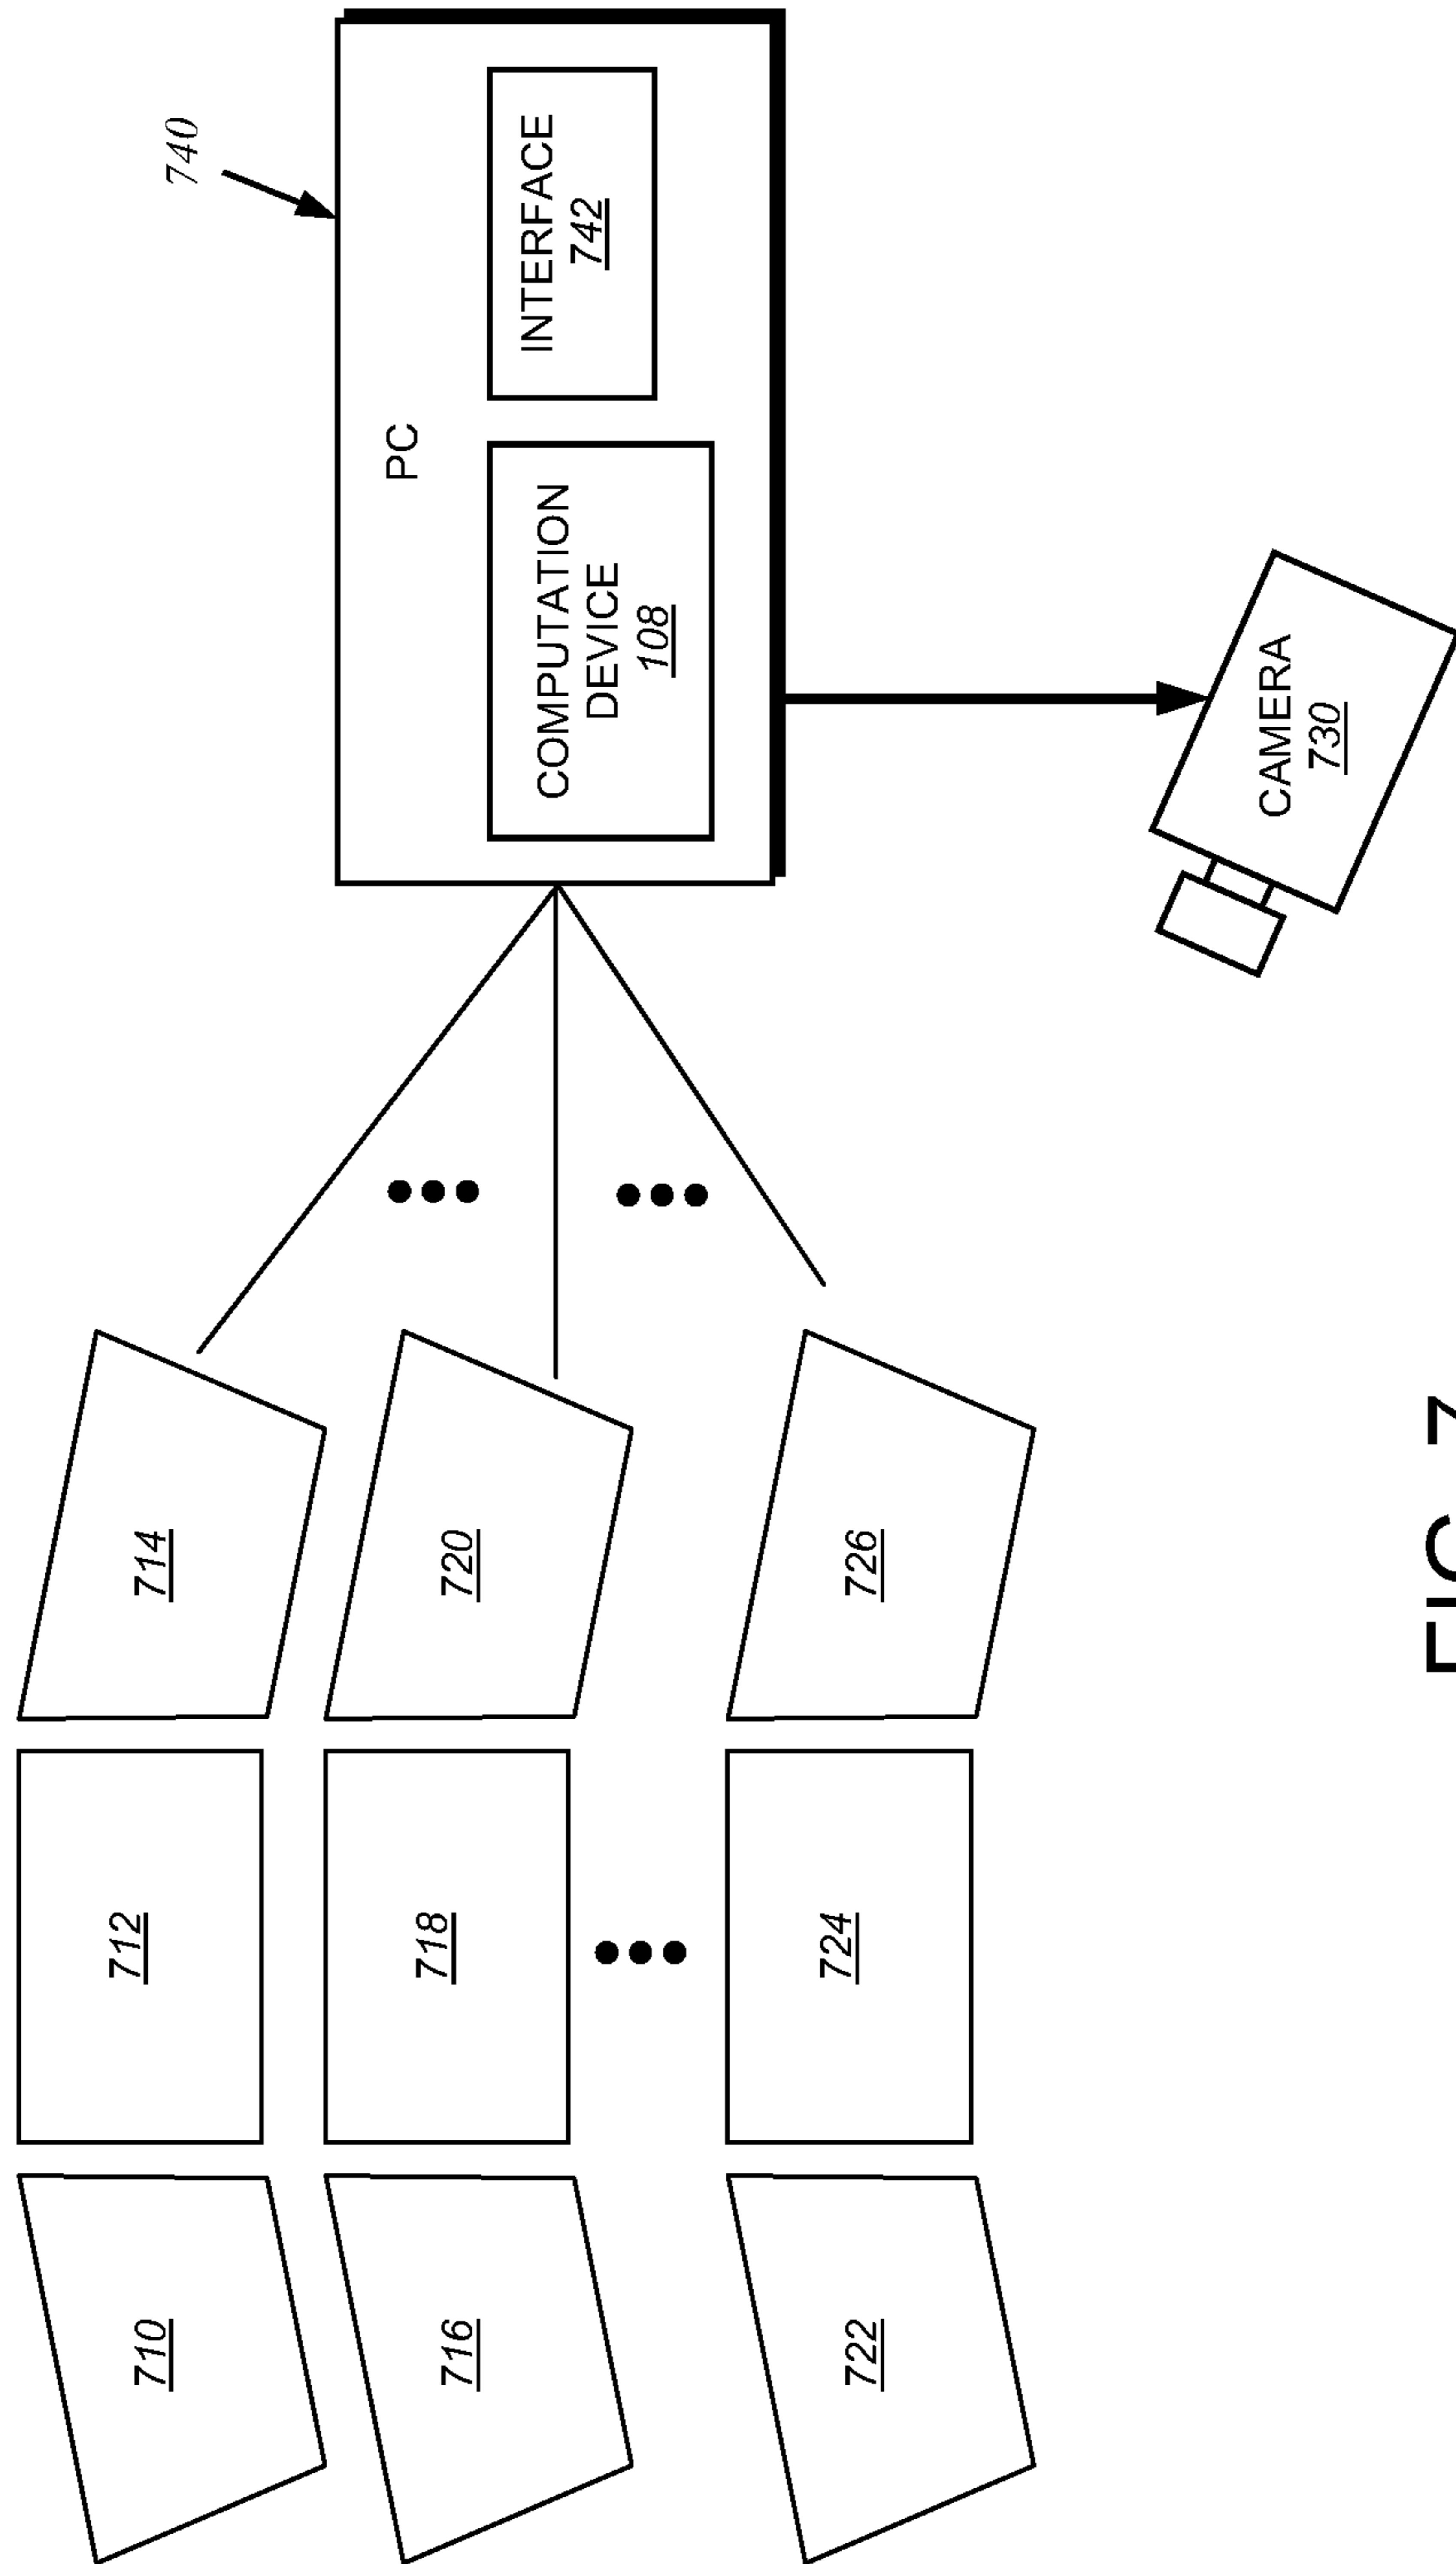 710
712
714
740
PC
716
718
720
COMPUTATION
DEVICE
108
INTERFACE
742
722
724
726
CAMERA
730
FIG. 7